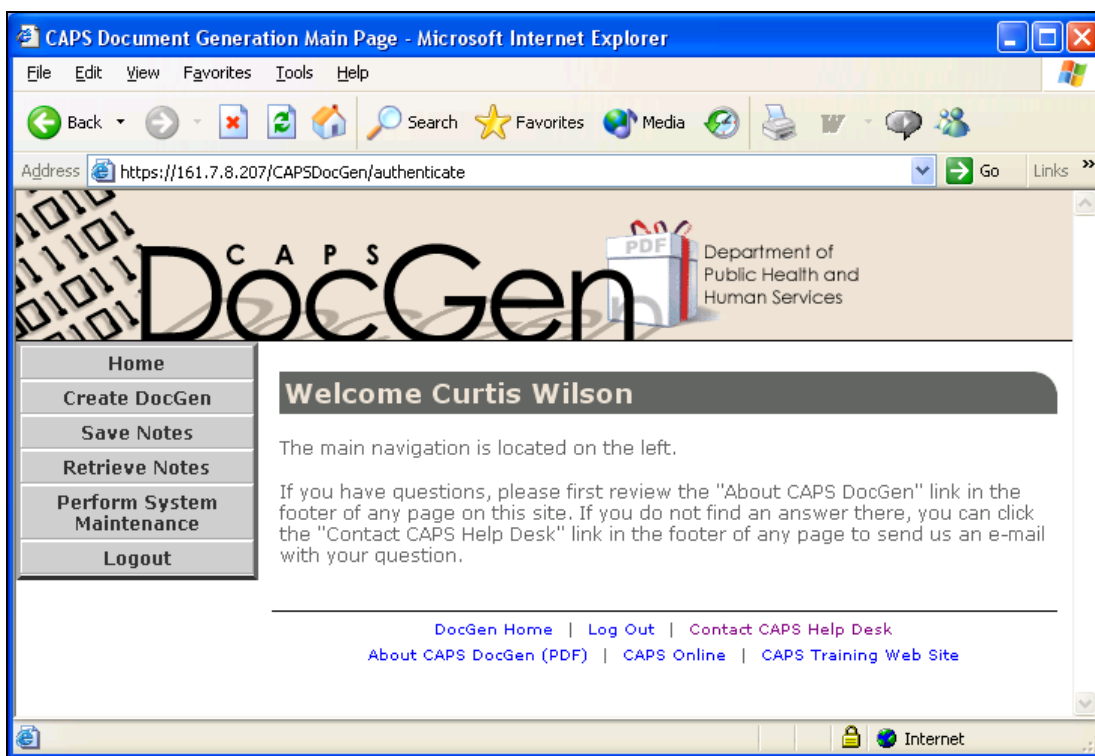 CAPS Document Generation Main Page - Microsoft Internet Explorer
File Edit View Favorites Tools Help
Back Search Favorites Media
Address https://161.7.8.207/CAPSDocGen/authenticate Go Links »
CAPS
DocGen
PDF
Department of
Public Health and
Human Services
Home
Create DocGen
Save Notes
Retrieve Notes
Perform System
Maintenance
Logout
Welcome Curtis Wilson
The main navigation is located on the left.
If you have questions, please first review the "About CAPS DocGen" link in the
footer of any page on this site. If you do not find an answer there, you can click
the "Contact CAPS Help Desk" link in the footer of any page to send us an e-mail
with your question.
DocGen Home | Log Out | Contact CAPS Help Desk
About CAPS DocGen (PDF) | CAPS Online | CAPS Training Web Site
Internet